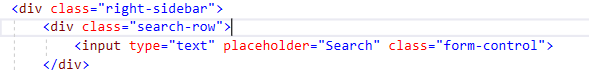 <div class="right-sidebar">
<div class="search-row">
<input type="text" placeholder="Search" class="form-control">
</div>